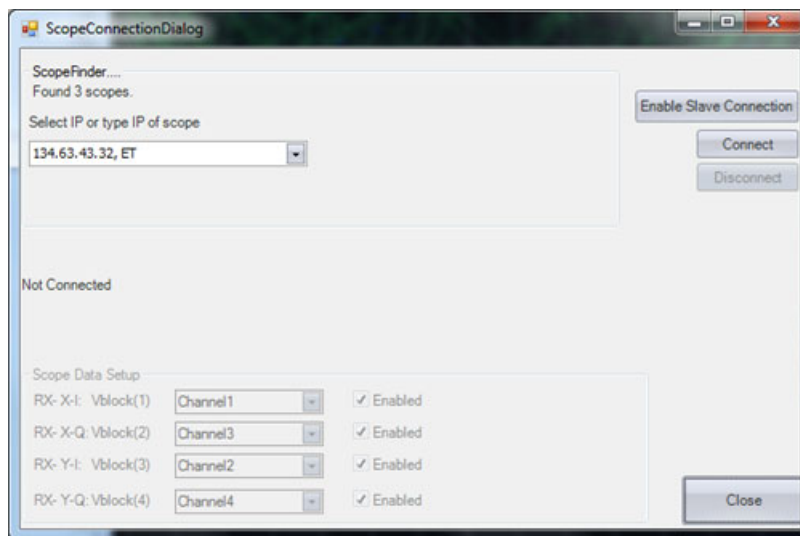 ScopeConnectionDialog
ScopeFinder....
Found 3 scopes.
Select IP or type IP of scope
134.63.43.32, ET
Enable Slave Connection
Connect
Disconnect
Not Connected
Scope Data Setup
RX- X-I: Vblock(1) Channel1 Enabled
RX- X-Q: Vblock(2) Channel3 Enabled
RX- Y-I: Vblock(3) Channel2 Enabled
RX- Y-Q: Vblock(4) Channel4 Enabled
Close